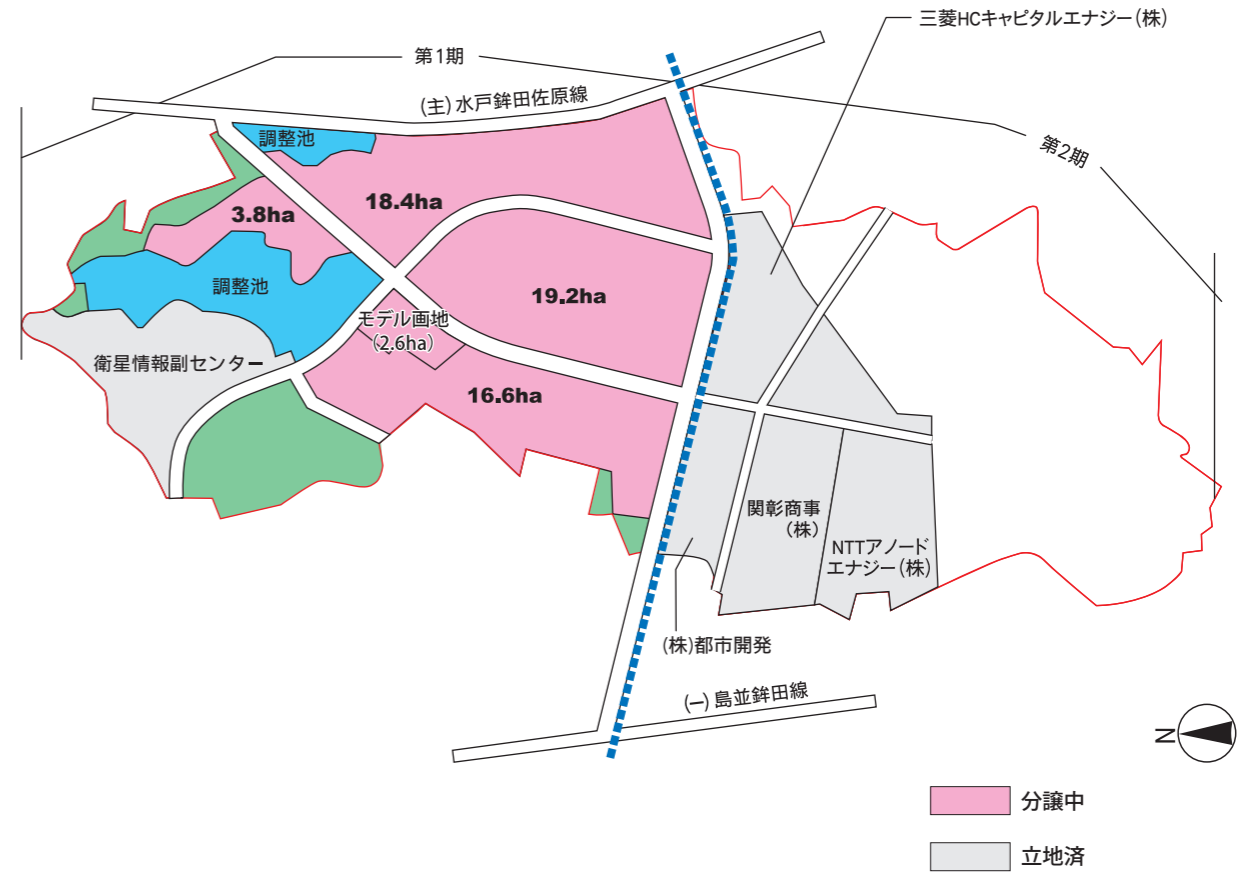 三菱HCキャピタルエナジー(株)
第1期
(主)水戸鉾田佐原線
調整池
第2期
18.4ha
3.8ha
調整池
19.2ha
モデル画地
(2.6ha)
衛星情報副センター
16.6ha
関彰商事
(株)
NTTアノード
エナジー(株)
(株)都市開発
(一)島並鉾田線
N
分譲中
立地済